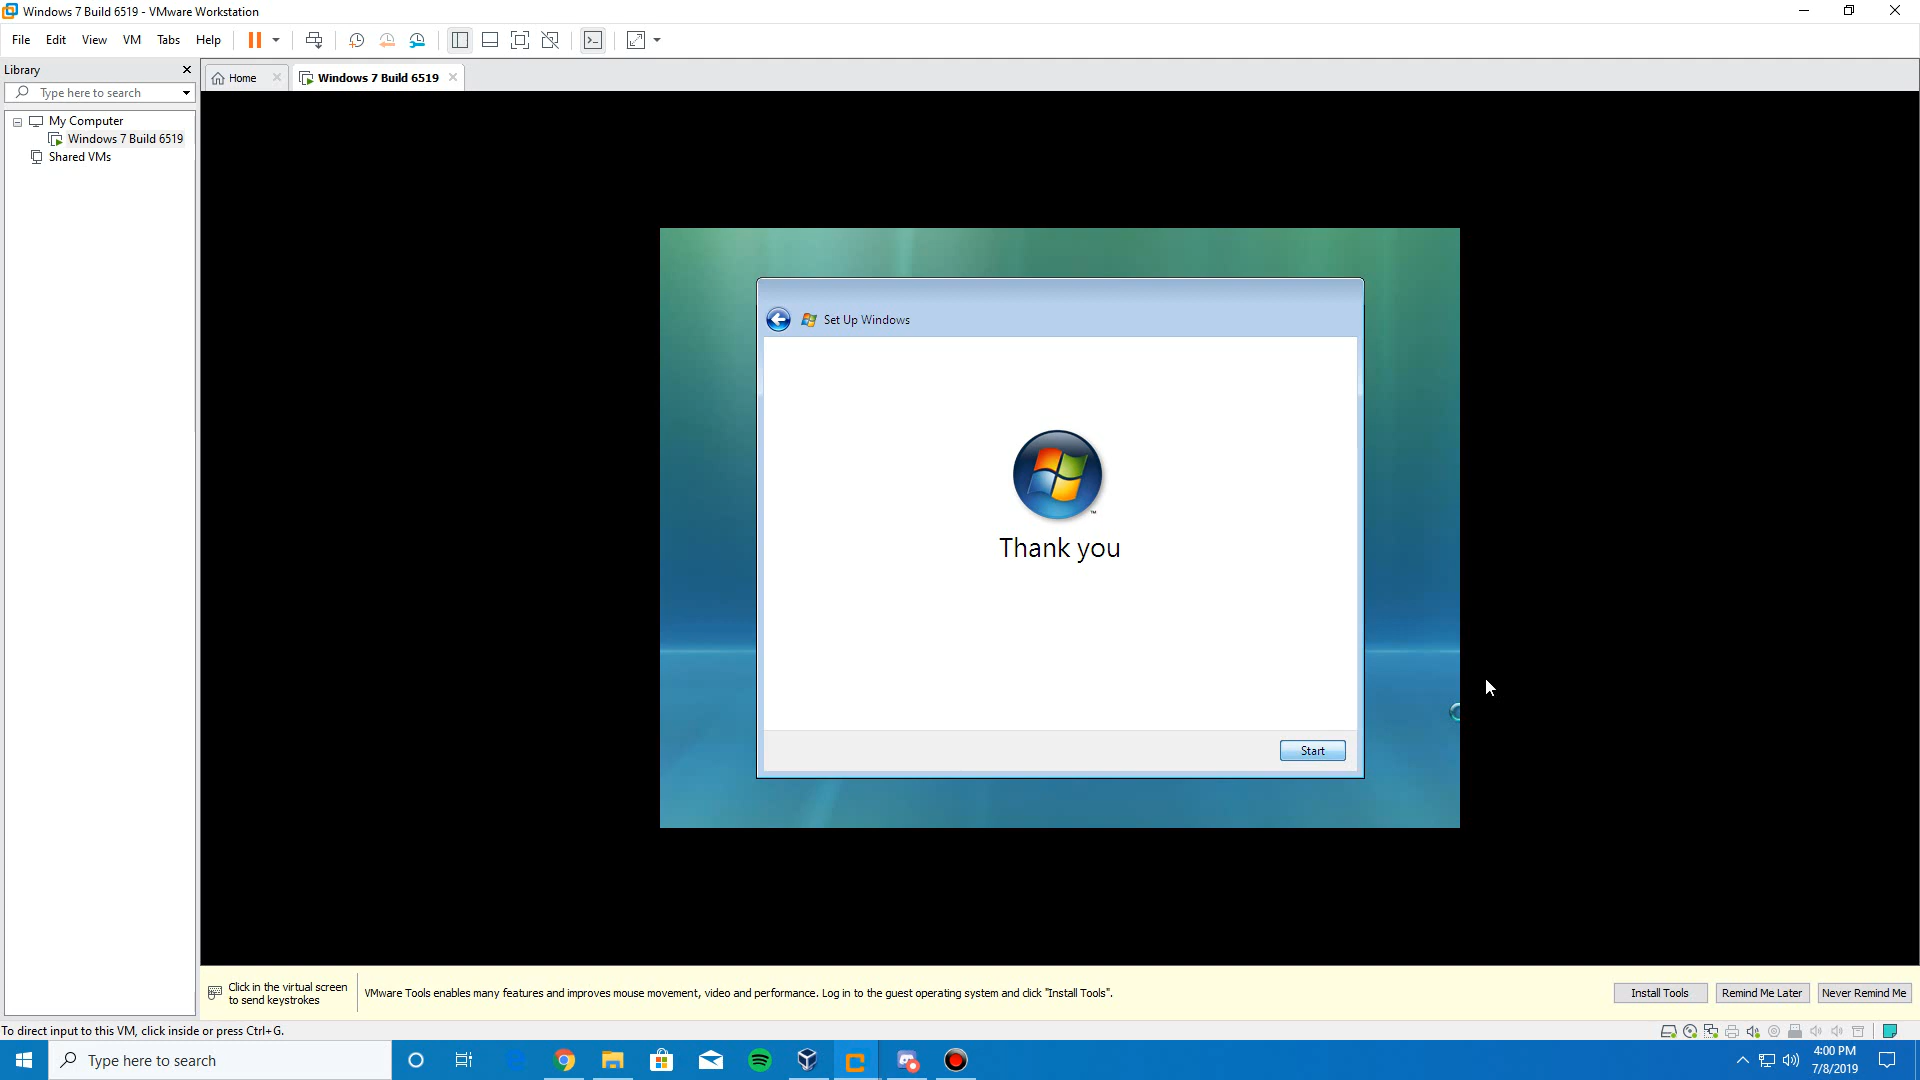 Windows 7 Build 6519 - VMware Workstation
File Edit View VM Tabs Help
Library
Home
Windows 7 Build 6519
Type here to search
My Computer
Windows 7 Build 6519
Shared VMs
Set Up Windows
Thank you
™
Start
Click in the virtual screen
to send keystrokes
VMware Tools enables many features and improves mouse movement, video and performance. Log in to the guest operating system and click "Install Tools".
Install Tools
Remind Me Later
Never Remind Me
To direct input to this VM, click inside or press Ctrl+G.
Type here to search
4:00 PM
7/8/2019